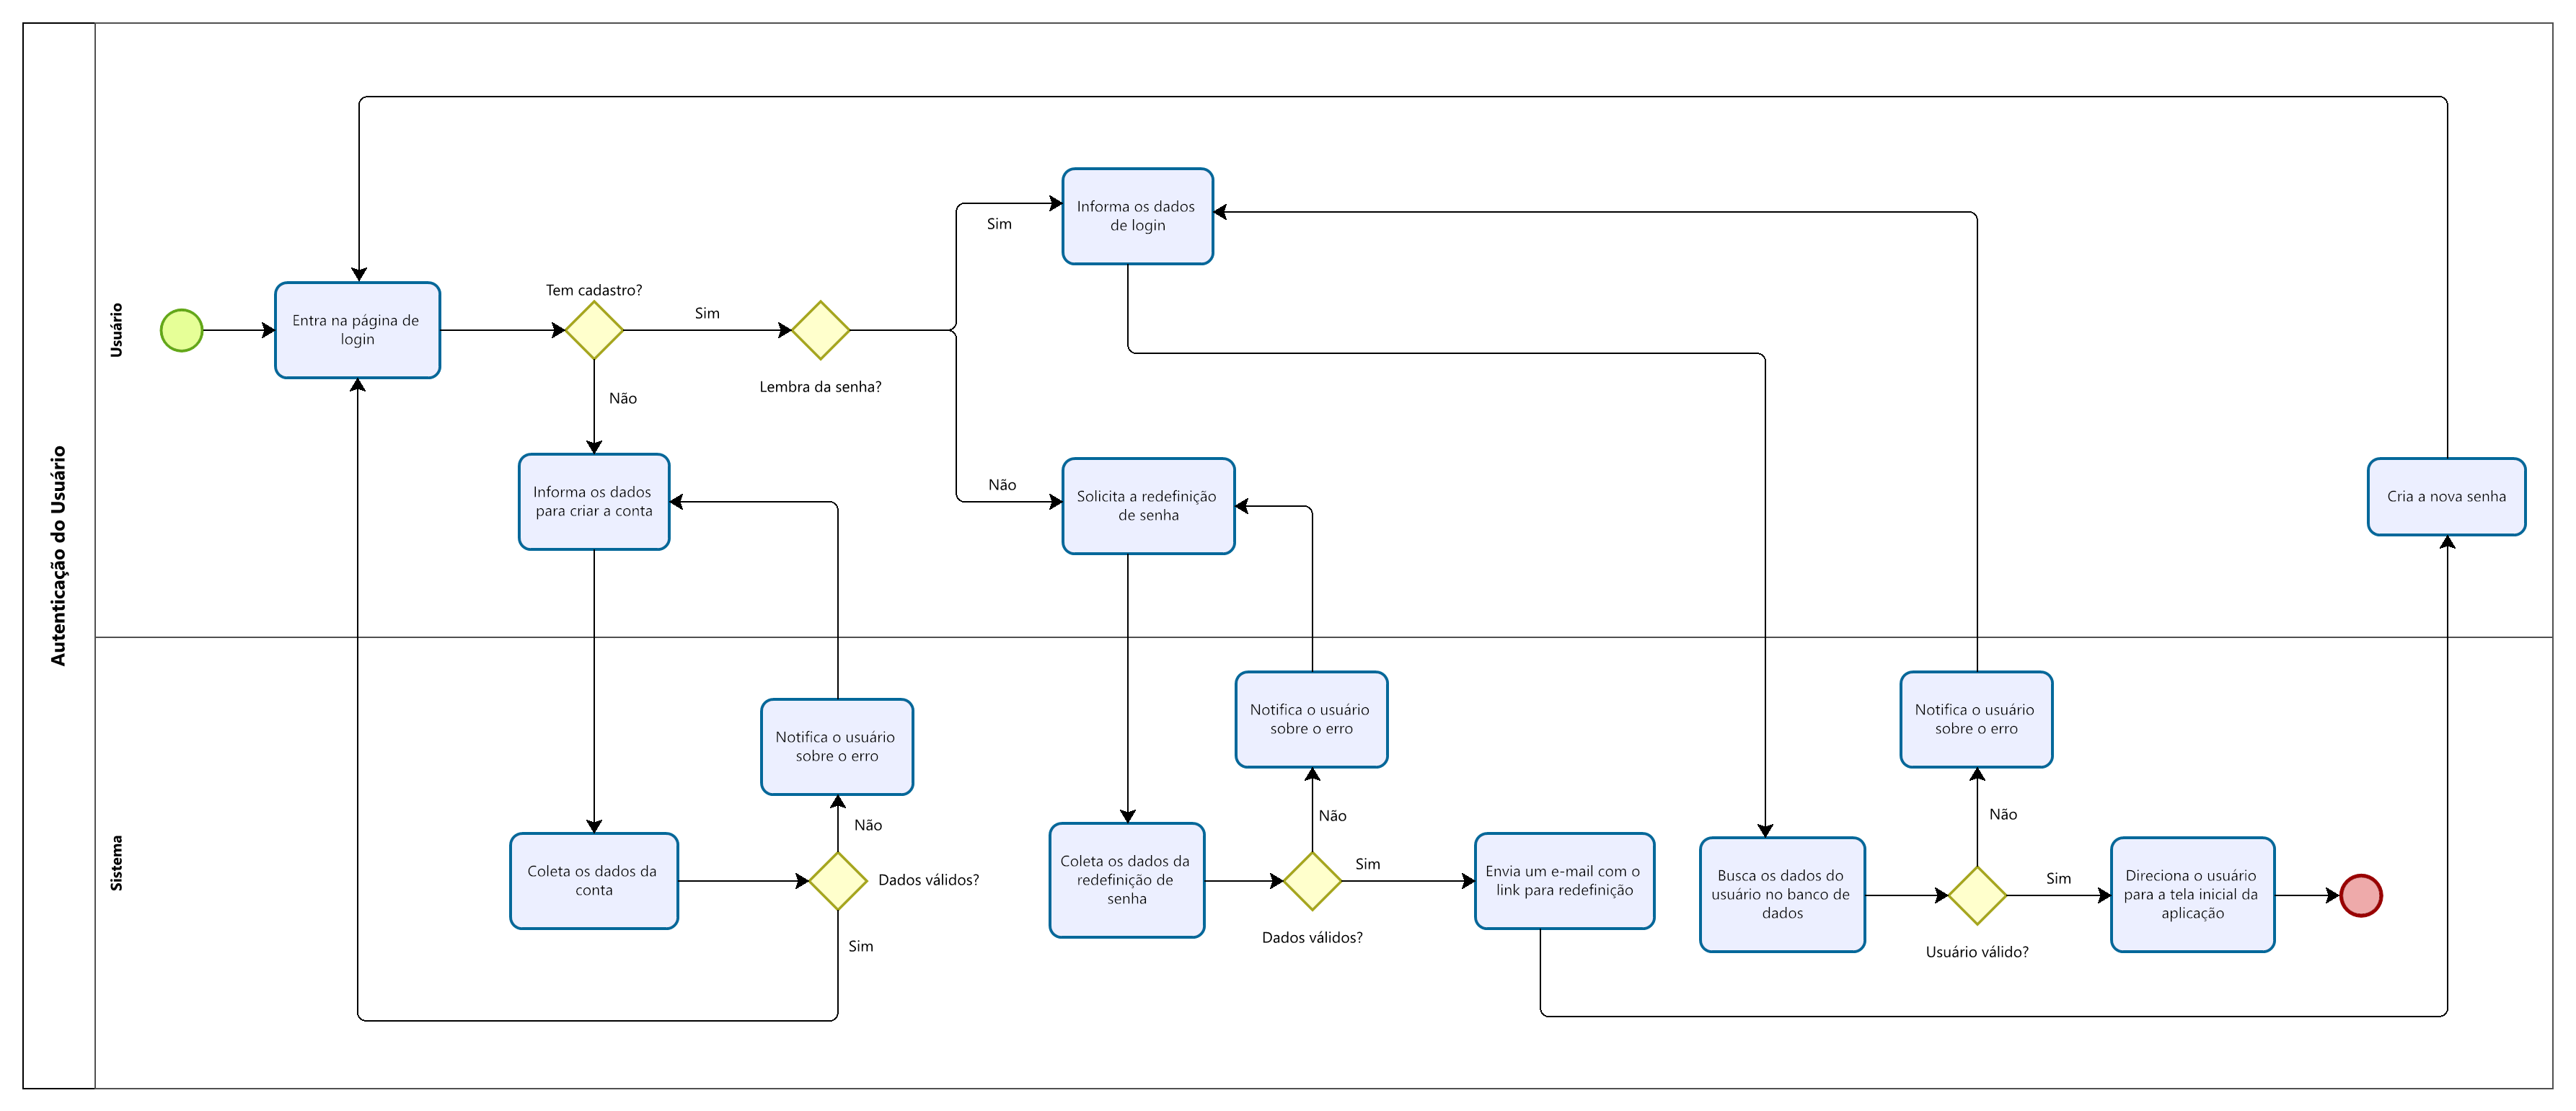 Autenticação do Usuário
Usuário
Entra na página de
login
Tem cadastro?
Sim
Não
Lembra da senha?
Sim
Não
Informa os dados
de login
Informa os dados
para criar a conta
Solicita a redefinição
de senha
Cria a nova senha
Sistema
Coleta os dados da
conta
Notifica o usuário
sobre o erro
Não
Dados válidos?
Sim
Coleta os dados da
redefinição de
senha
Notifica o usuário
sobre o erro
Não
Sim
Dados válidos?
Envia um e-mail com o
link para redefinição
Busca os dados do
usuário no banco de
dados
Notifica o usuário
sobre o erro
Não
Sim
Usuário válido?
Direciona o usuário
para a tela inicial da
aplicação